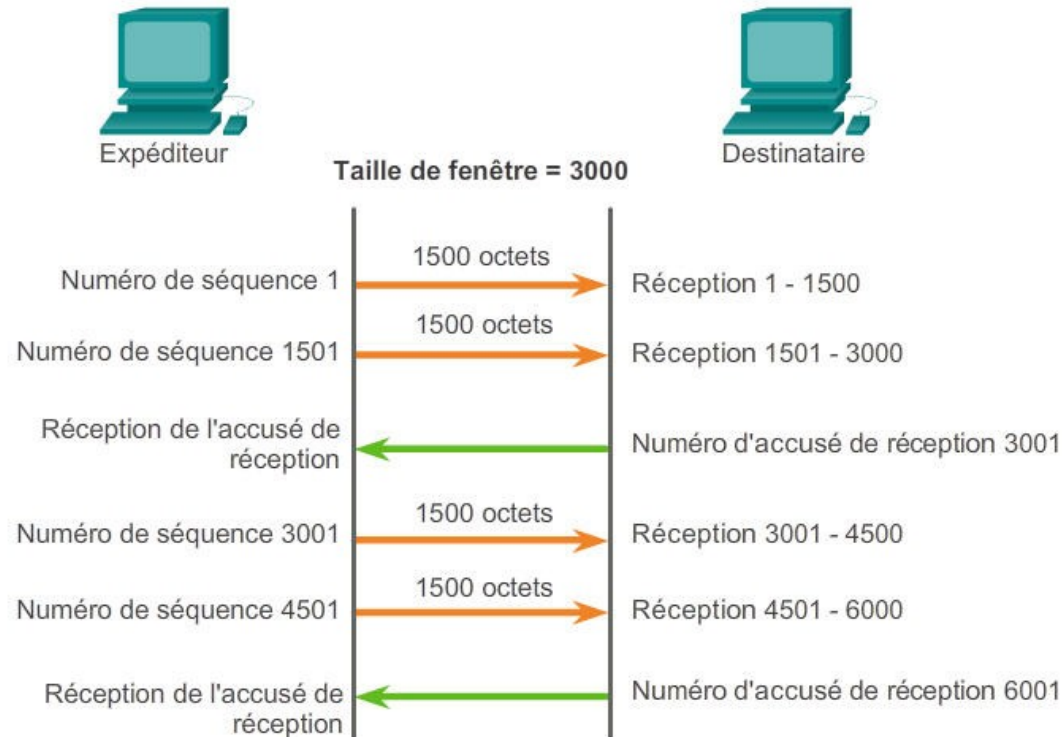 Expéditeur
Destinataire
Taille de fenêtre = 3000
1500 octets
Numéro de séquence 1
Réception 1 - 1500
1500 octets
Numéro de séquence 1501
Réception 1501 - 3000
Réception de l'accusé de
réception
Numéro d'accusé de réception 3001
1500 octets
Numéro de séquence 3001
Réception 3001 - 4500
1500 octets
Numéro de séquence 4501
Réception 4501 - 6000
Réception de l'accusé de
réception
Numéro d'accusé de réception 6001